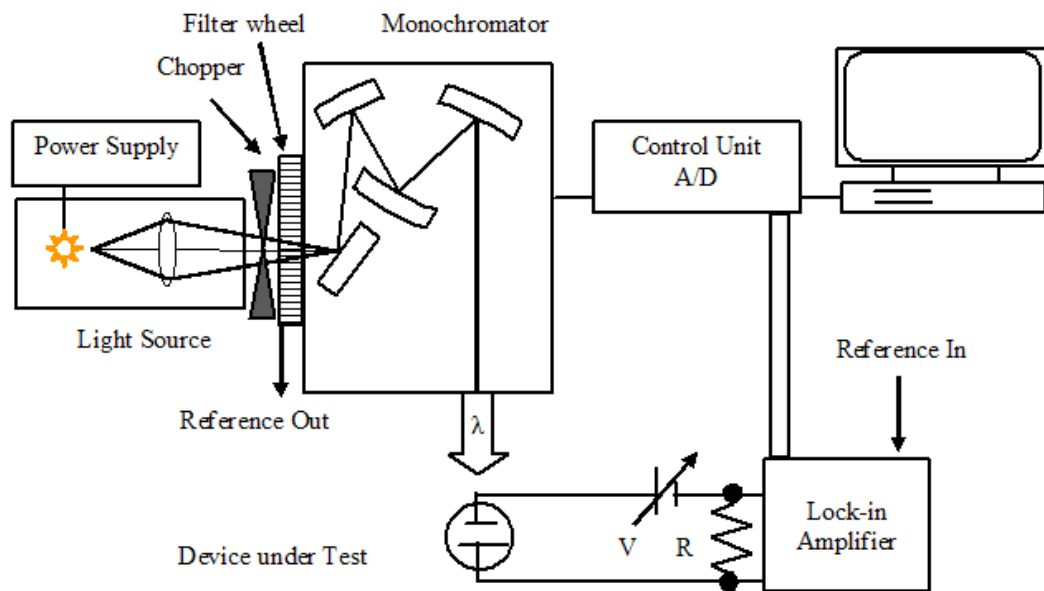 Filter wheel
Monochromator
Chopper
Power Supply
Control Unit
A/D
Light Source
Reference In
Reference Out
λ
Lock-in
Amplifier
V
R
Device under Test